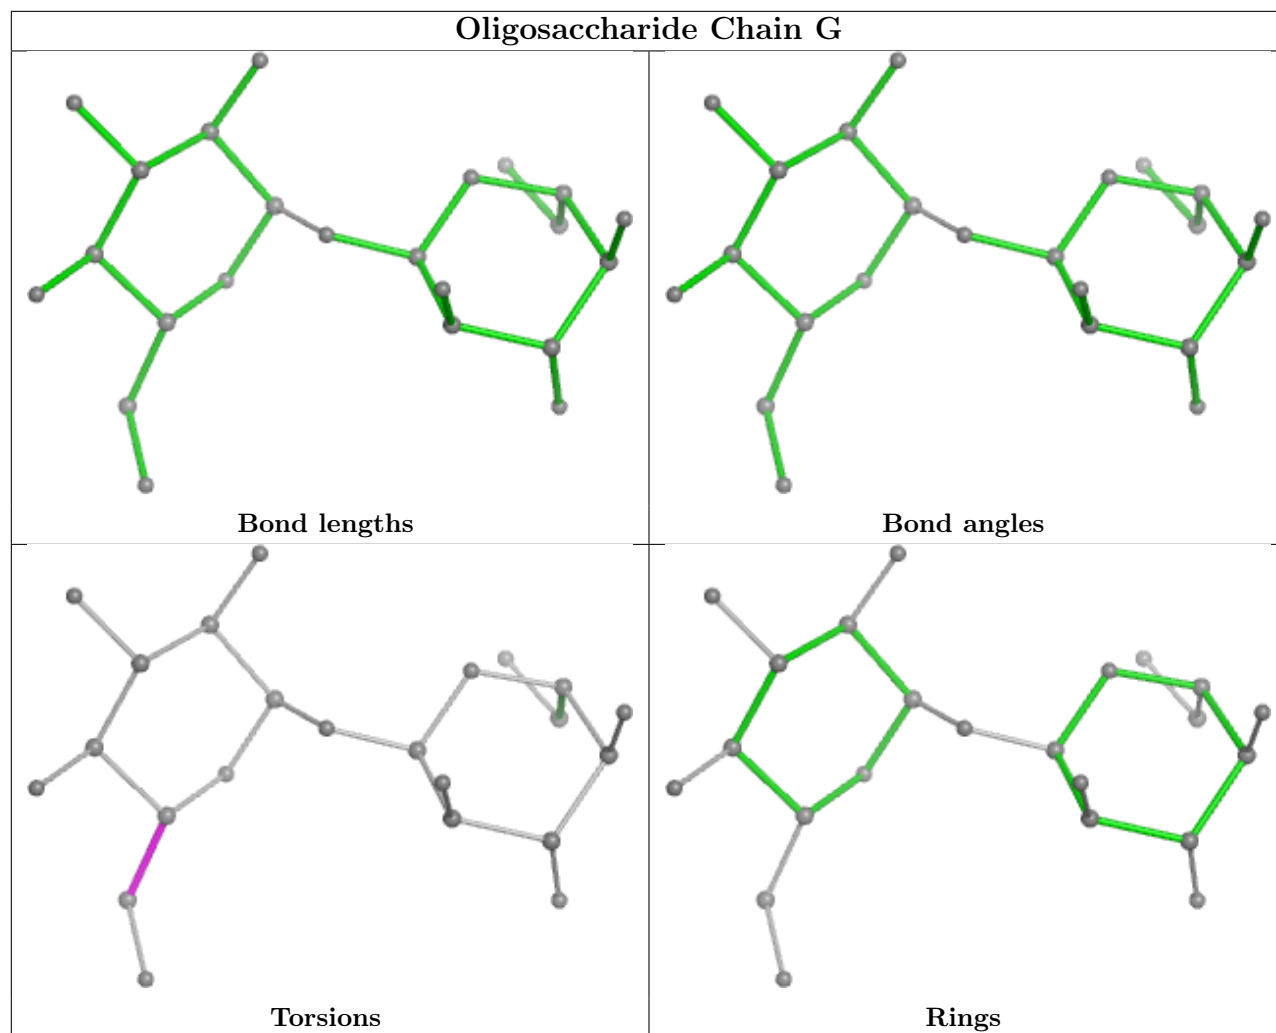 Oligosaccharide Chain G
Bond lengths
Bond angles
Torsions
Rings